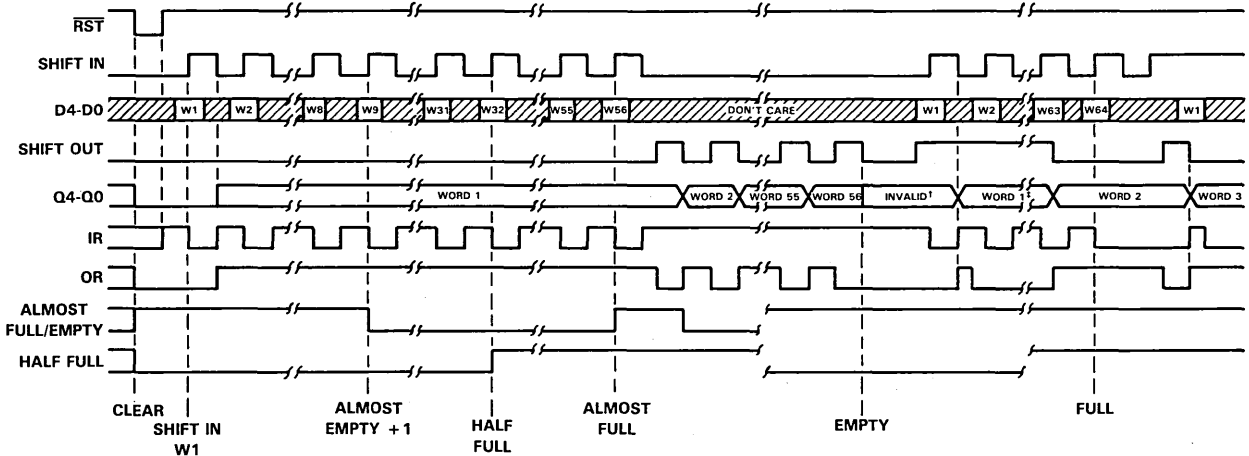 RST
SHIFT IN
D4-D0 W1 W2 W8 W9 W31 W32 W55 W56 DON'T CARE W1 W2 W63 W64 W1
SHIFT OUT
Q4-Q0 WORD 1 WORD 2 WORD 55 WORD 56 INVALID† WORD 1‡ WORD 2 WORD 3
IR
OR
ALMOST
FULL/EMPTY
HALF FULL
CLEAR
SHIFT IN
W1
ALMOST
EMPTY +1
HALF
FULL
ALMOST
FULL
EMPTY
FULL